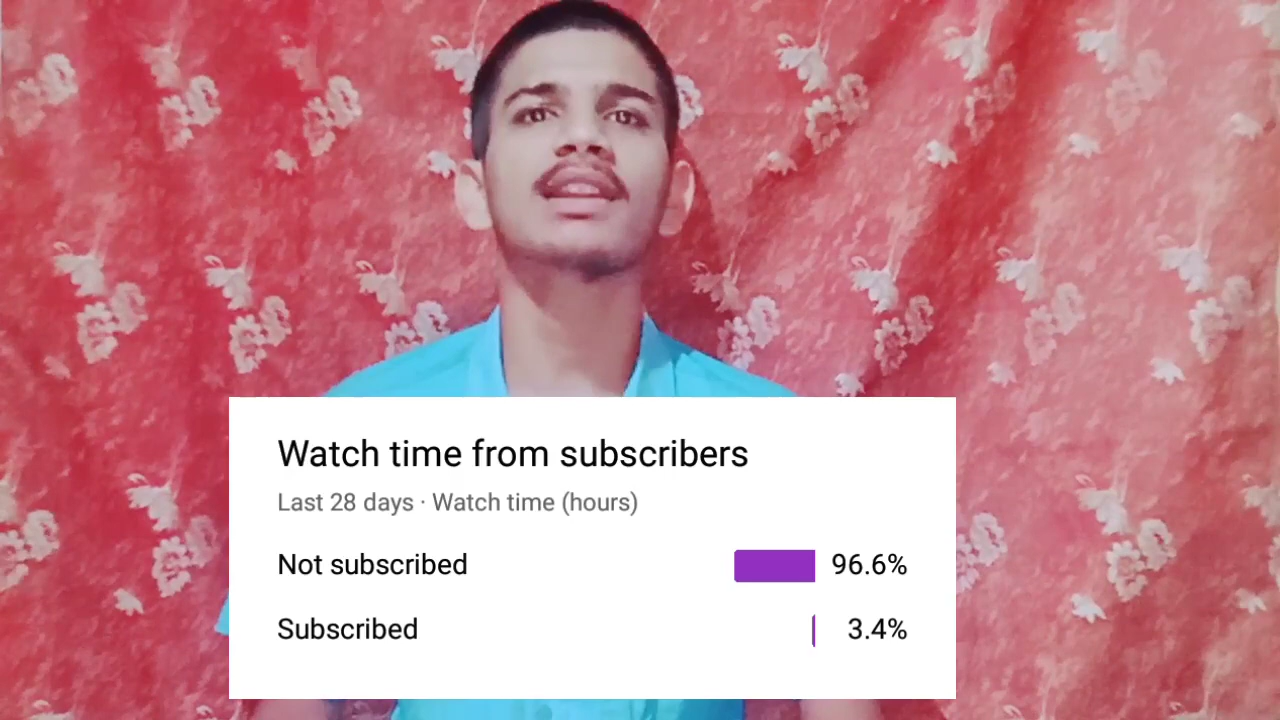 Watch time from subscribers
Last 28 days · Watch time (hours)
Not subscribed 96.6%
Subscribed 3.4%